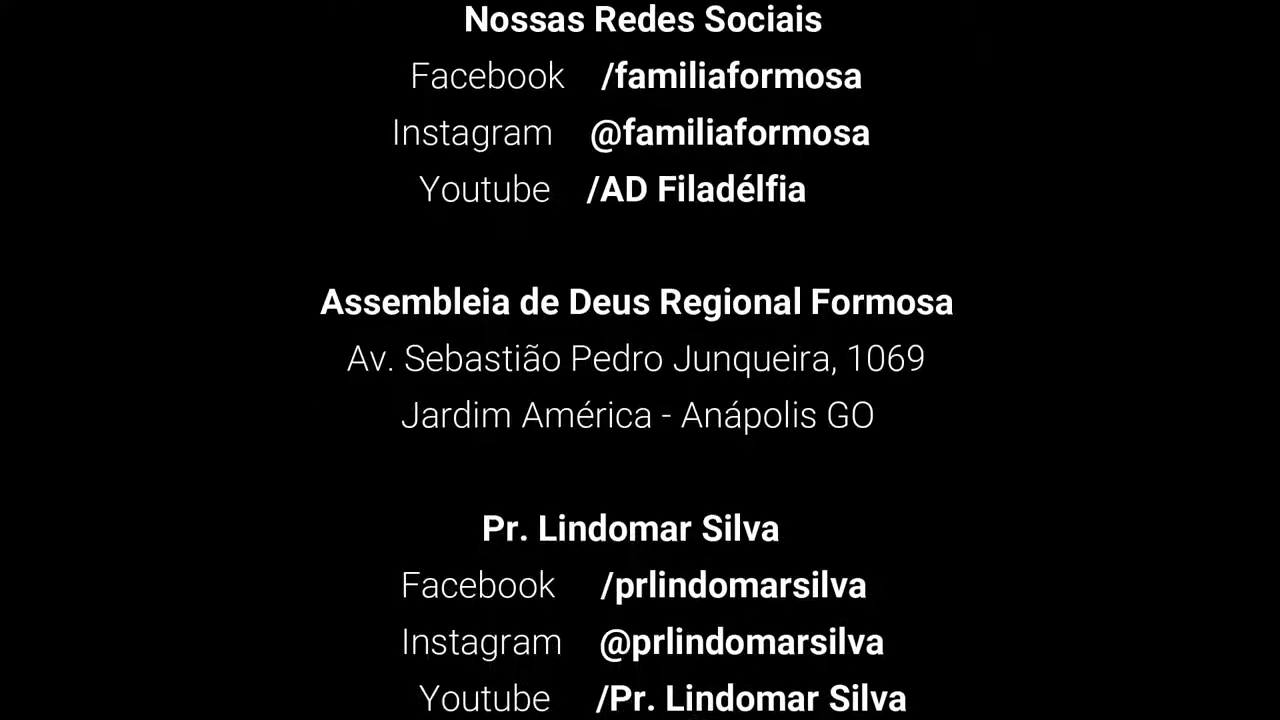 Nossas Redes Sociais
Facebook /familiaformosa
Instagram @familiaformosa
Youtube /AD Filadélfia
Assembleia de Deus Regional Formosa
Av. Sebastião Pedro Junqueira, 1069
Jardim América - Anápolis GO
Pr. Lindomar Silva
Facebook /prlindomarsilva
Instagram @prlindomarsilva
Youtube /Pr. Lindomar Silva